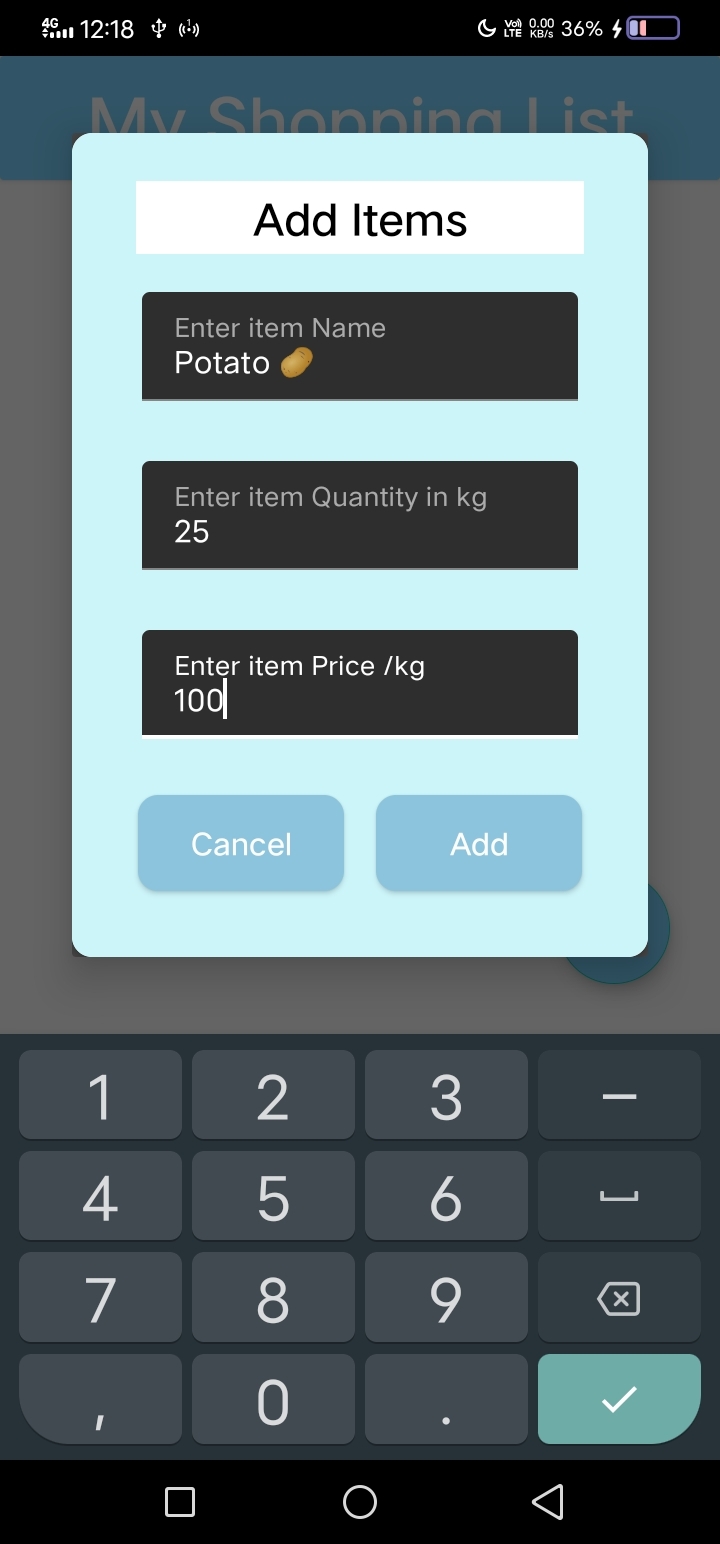 4G 12:18 Vo) LTE 0.00 KB/s 36%
My Shopping List
Add Items
Enter item Name
Potato 🥔
Enter item Quantity in kg
25
Enter item Price /kg
100
Cancel Add
1 2 3 –
4 5 6
7 8 9
, 0 .